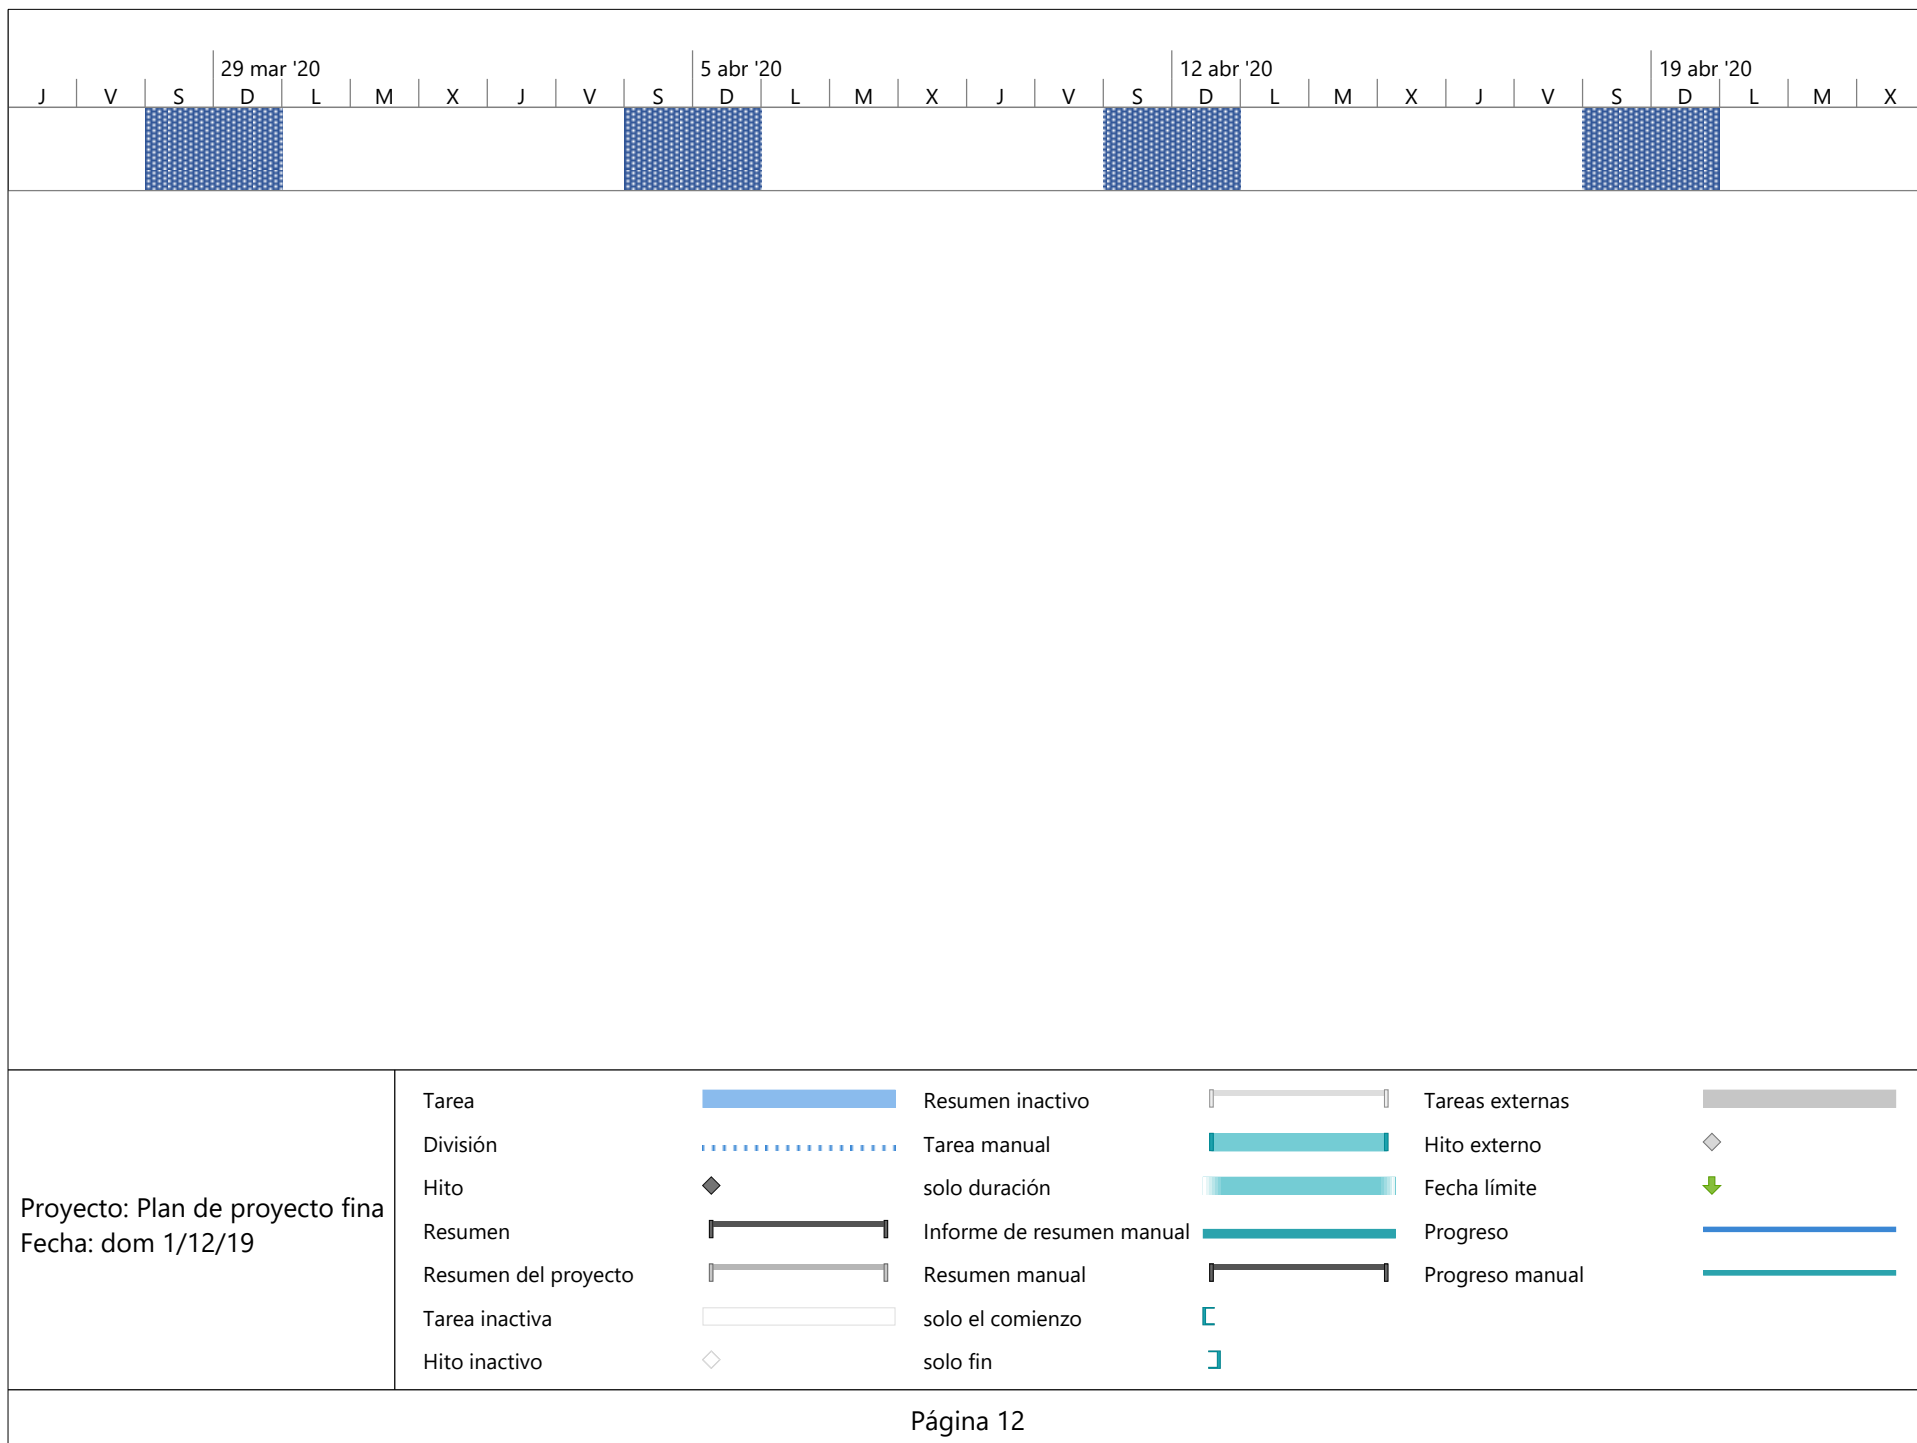 29 mar '20 5 abr '20 12 abr '20 19 abr '20
J V S D L M X J V S D L M X J V S D L M X J V S D L M X
Proyecto: Plan de proyecto fina
Fecha: dom 1/12/19
Tarea
División
Hito
Resumen
Resumen del proyecto
Tarea inactiva
Hito inactivo
Resumen inactivo
Tarea manual
solo duración
Informe de resumen manual
Resumen manual
solo el comienzo
solo fin
Tareas externas
Hito externo
Fecha límite
Progreso
Progreso manual
Página 12